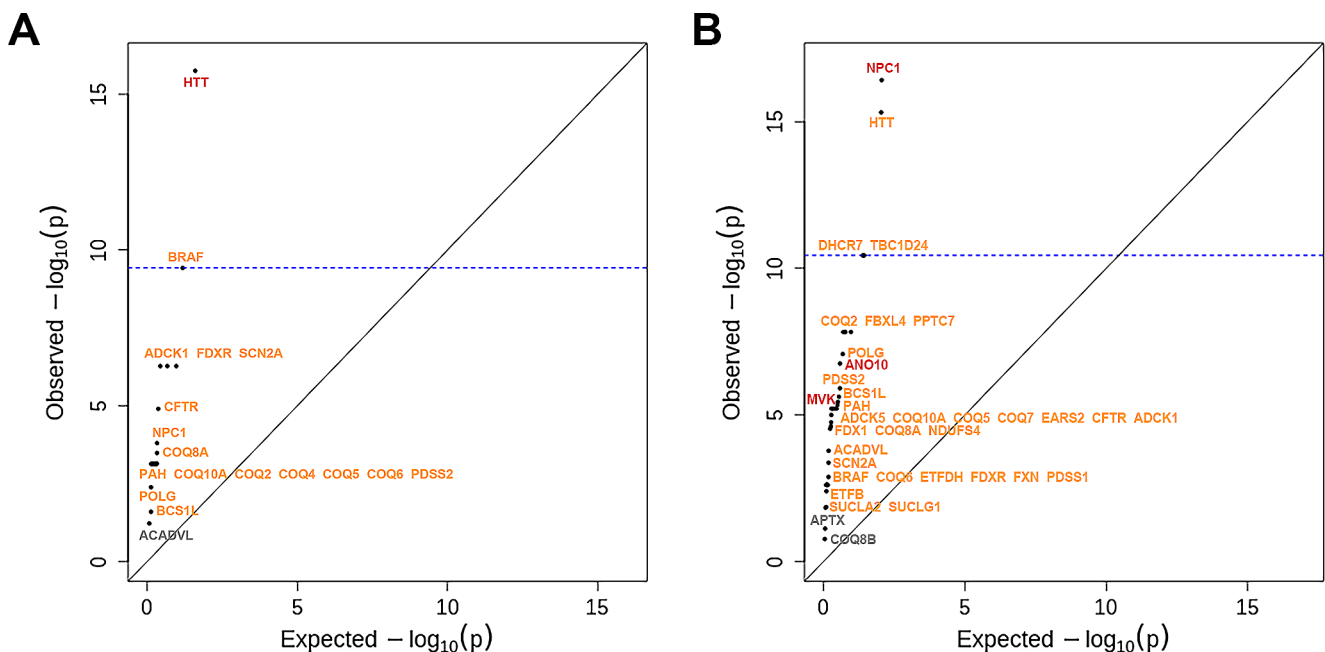 A
HTT
BRAF
ADCK1 FDXR SCN2A
CFTR
NPC1
COQ8A
PAH COQ10A COQ2 COQ4 COQ5 COQ6 PDSS2
POLG
BCS1L
ACADVL
0
5
10
15
0
5
10
15
Observed −log10(p)
Expected −log10(p)
B
NPC1
HTT
DHCR7 TBC1D24
COQ2 FBXL4 PPTC7
POLG
ANO10
PDSS2
BCS1L
MVK
PAH
ADCK5 COQ10A COQ5 COQ7 EARS2 CFTR ADCK1
FDX1 COQ8A NDUFS4
ACADVL
SCN2A
BRAF COQ6 ETFDH FDXR FXN PDSS1
ETFB
SUCLA2 SUCLG1
APTX
COQ8B
0
5
10
15
0
5
10
15
Observed −log10(p)
Expected −log10(p)